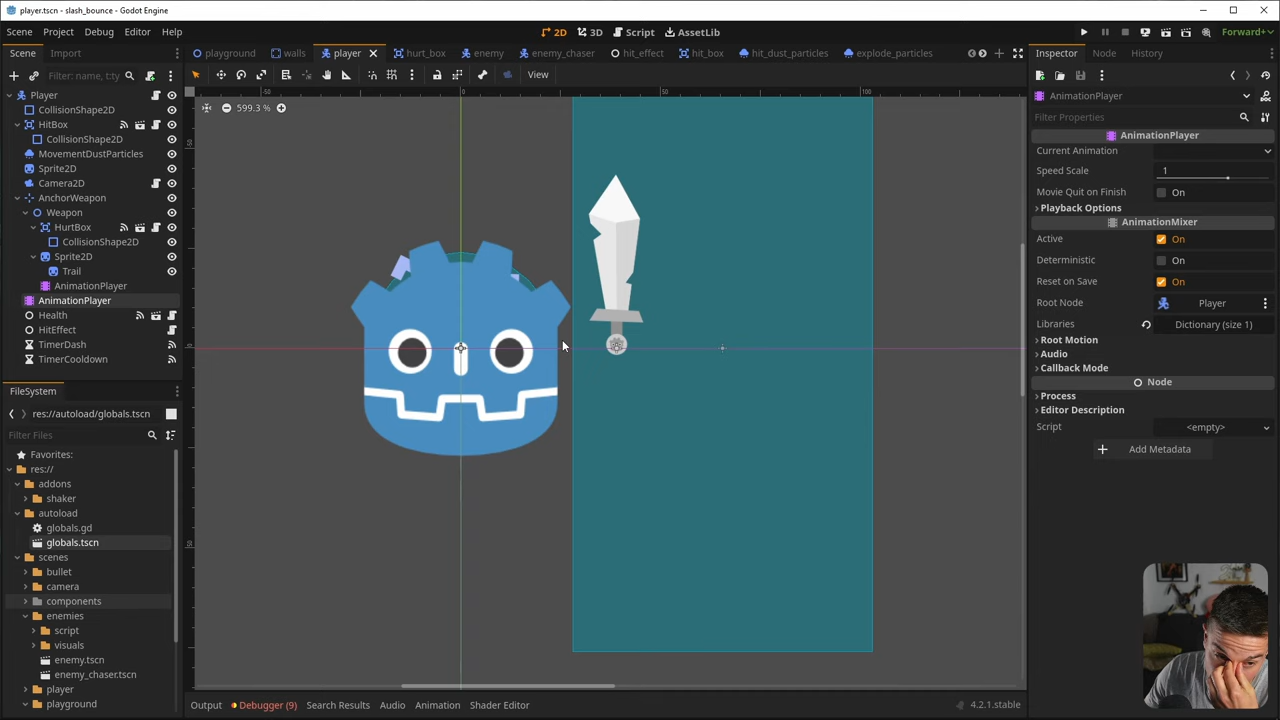 player.tscn - slash_bounce - Godot Engine
Scene Project Debug Editor Help
2D 3D Script AssetLib
Forward+
Scene Import
playground walls player hurt_box enemy enemy_chaser hit_effect hit_box hit_dust_particles explode_particles
Inspector Node History
Filter: name, t:ty
View
Player
CollisionShape2D
HitBox
CollisionShape2D
MovementDustParticles
Sprite2D
Camera2D
AnchorWeapon
Weapon
HurtBox
CollisionShape2D
Sprite2D
Trail
AnimationPlayer
AnimationPlayer
Health
HitEffect
TimerDash
TimerCooldown
FileSystem
res://autoload/globals.tscn
Filter Files
Favorites:
res://
addons
shaker
autoload
globals.gd
globals.tscn
scenes
bullet
camera
components
enemies
script
visuals
enemy.tscn
enemy_chaser.tscn
player
playground
-50 0 50 100
599.3 %
Output Debugger (9) Search Results Audio Animation Shader Editor
4.2.1.stable
AnimationPlayer
Filter Properties
AnimationPlayer
Current Animation
Speed Scale 1
Movie Quit on Finish On
Playback Options
AnimationMixer
Active On
Deterministic On
Reset on Save On
Root Node Player
Libraries Dictionary (size 1)
Root Motion
Audio
Callback Mode
Node
Process
Editor Description
Script <empty>
Add Metadata